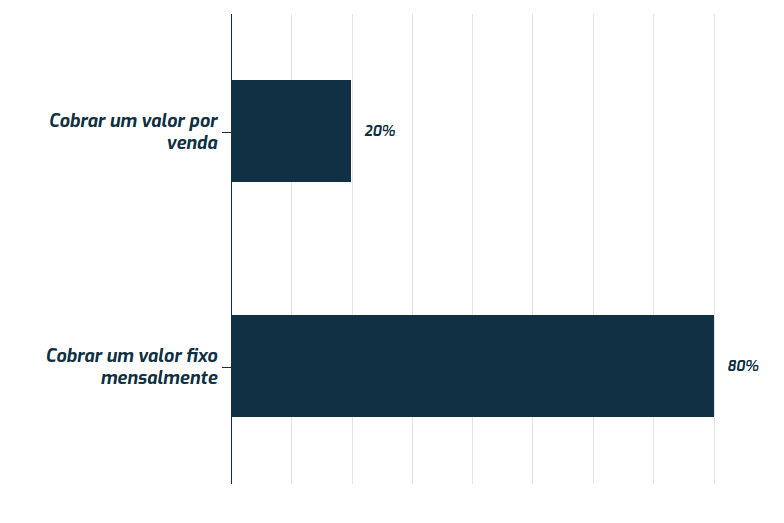 Cobrar um valor por
venda
20%
Cobrar um valor fixo
mensalmente
80%